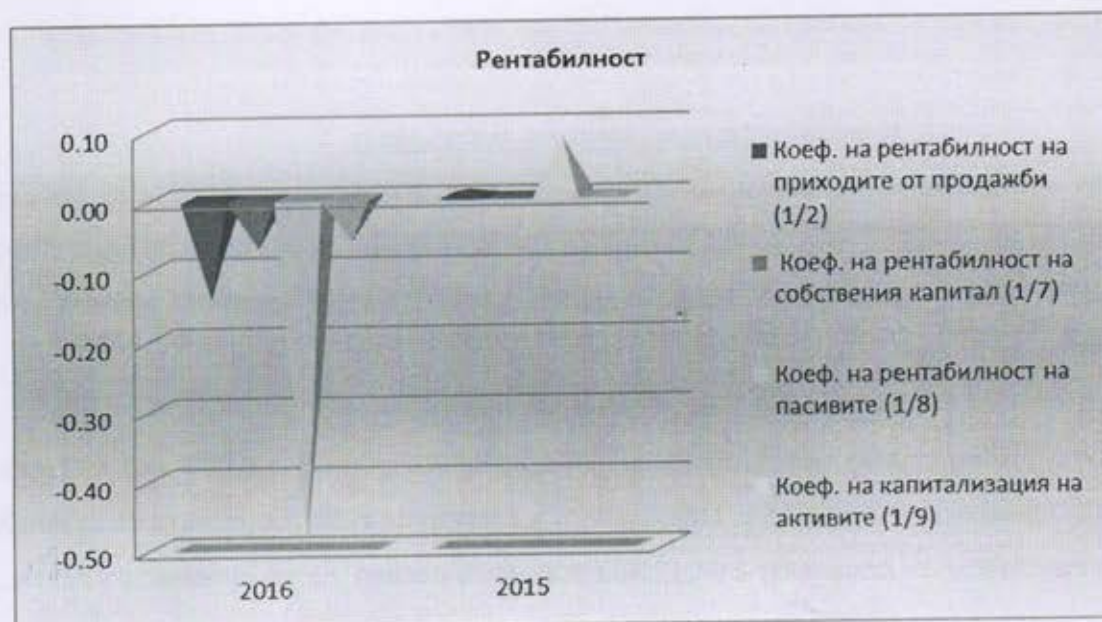 Рентабилност
0.10
0.00
-0.10
-0.20
-0.30
-0.40
-0.50
2016
2015
Коеф. на рентабилност на
приходите от продажби
(1/2)
Коеф. на рентабилност на
собствения капитал (1/7)
Коеф. на рентабилност на
пасивите (1/8)
Коеф. на капитализация на
активите (1/9)